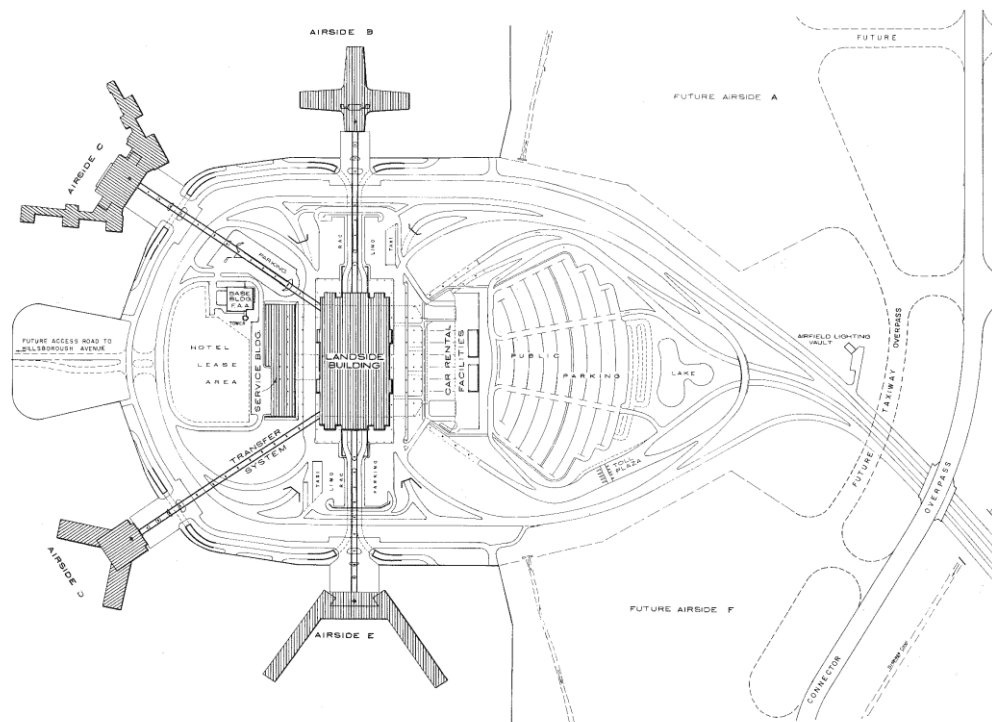 AIRSIDE B
FUTURE
FUTURE AIRSIDE A
AIRSIDE C
RAC
LIMO
TAXI
PARKING
BASE
BLDG.
F.A.A.
TOWER
FUTURE ACCESS ROAD TO
HILLSBOROUGH AVENUE
HOTEL
LEASE
AREA
SERVICE BLDG.
LANDSIDE
BUILDING
CAR RENTAL
FACILITIES
PUBLIC
PARKING
LAKE
AIRFIELD LIGHTING
VAULT
FUTURE
TAXIWAY
OVERPASS
TRANSFER
SYSTEM
TAXI
LIMO
RAC
PARKING
TOLL
PLAZA
OVERPASS
AIRSIDE
AIRSIDE E
FUTURE AIRSIDE F
CONNECTOR